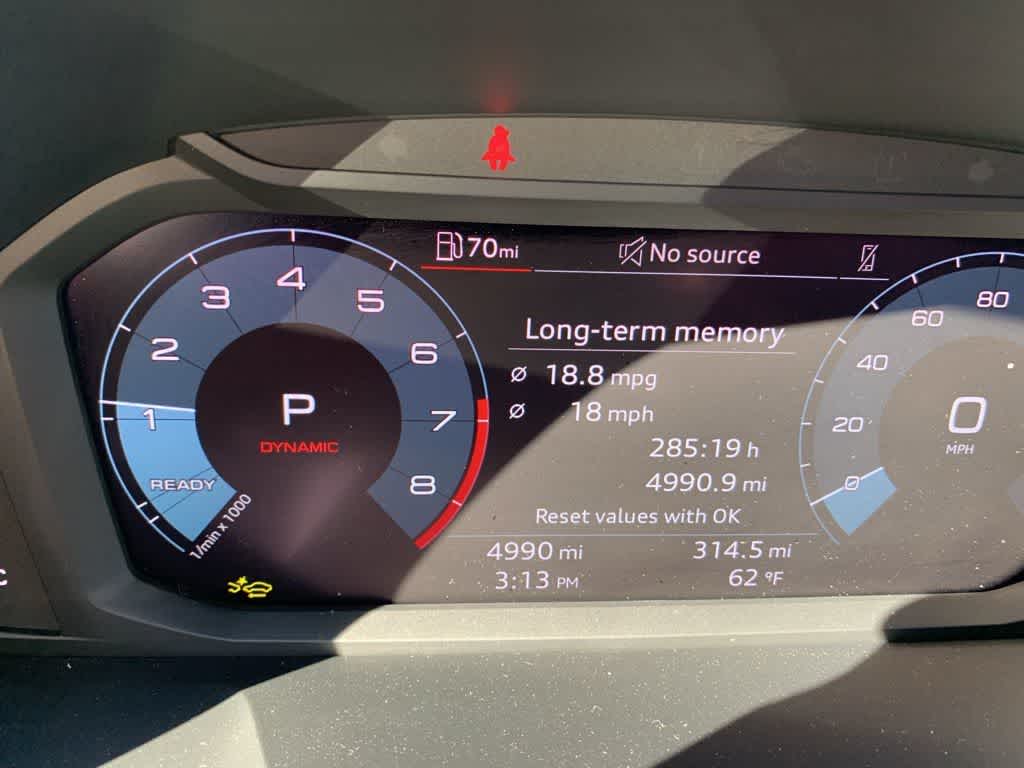 70mi
No source
4
80
3
5
60
Long-term memory
2
6
40
Ø 18.8 mpg
1
P
7
20
Ø 18 mph
0
DYNAMIC
285:19 h
MPH
READY
8
4990.9 mi
0
1/min x 1000
Reset values with OK
4990 mi
314.5 mi
3:13 PM
62 °F
C